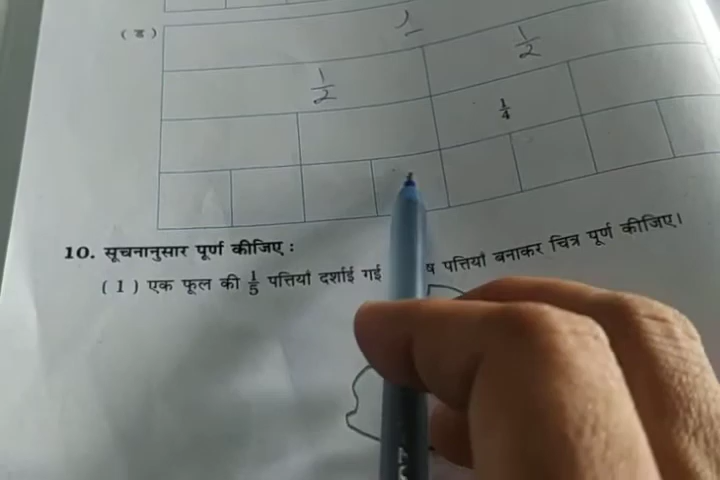 ( ड )
1
1/2
1/2
1/4
10. सूचनानुसार पूर्ण कीजिए :
( 1 ) एक फूल की 1/5 पत्तियाँ दर्शाई गई पत्तियाँ बनाकर चित्र पूर्ण कीजिए।